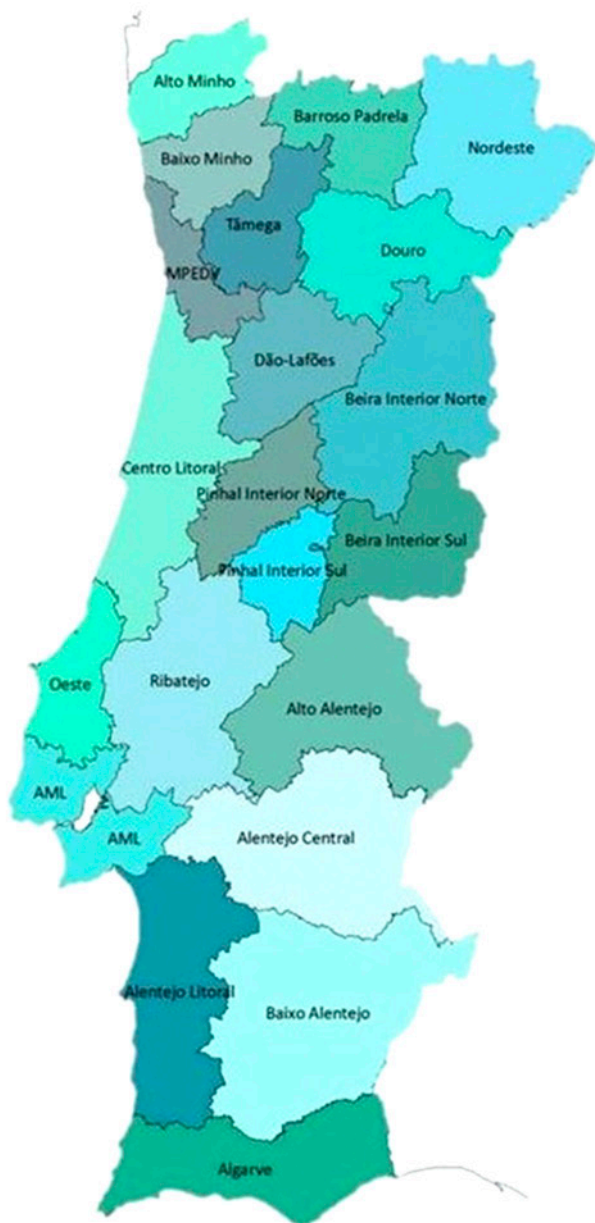 Alto Minho
Barroso Padrela
Nordeste
Baixo Minho
Tâmega
Douro
MPEDV
Dão-Lafões
Beira Interior Norte
Centro Litoral
Pinhal Interior Norte
Beira Interior Sul
Pinhal Interior Sul
Ribatejo
Oeste
Alto Alentejo
AML
AML
Alentejo Central
Alentejo Litoral
Baixo Alentejo
Algarve